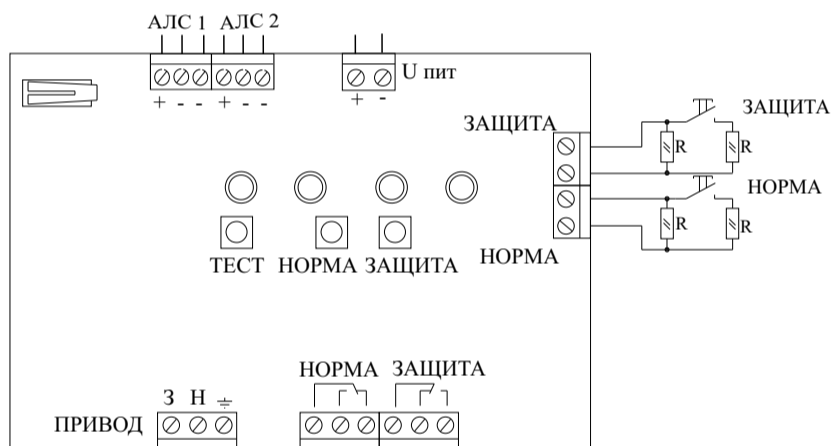 АЛС 1 АЛС 2
U пит
+ - - + - - + -
ЗАЩИТА
ЗАЩИТА
R R
НОРМА
R R
НОРМА
ТЕСТ НОРМА ЗАЩИТА
НОРМА ЗАЩИТА
З Н
ПРИВОД